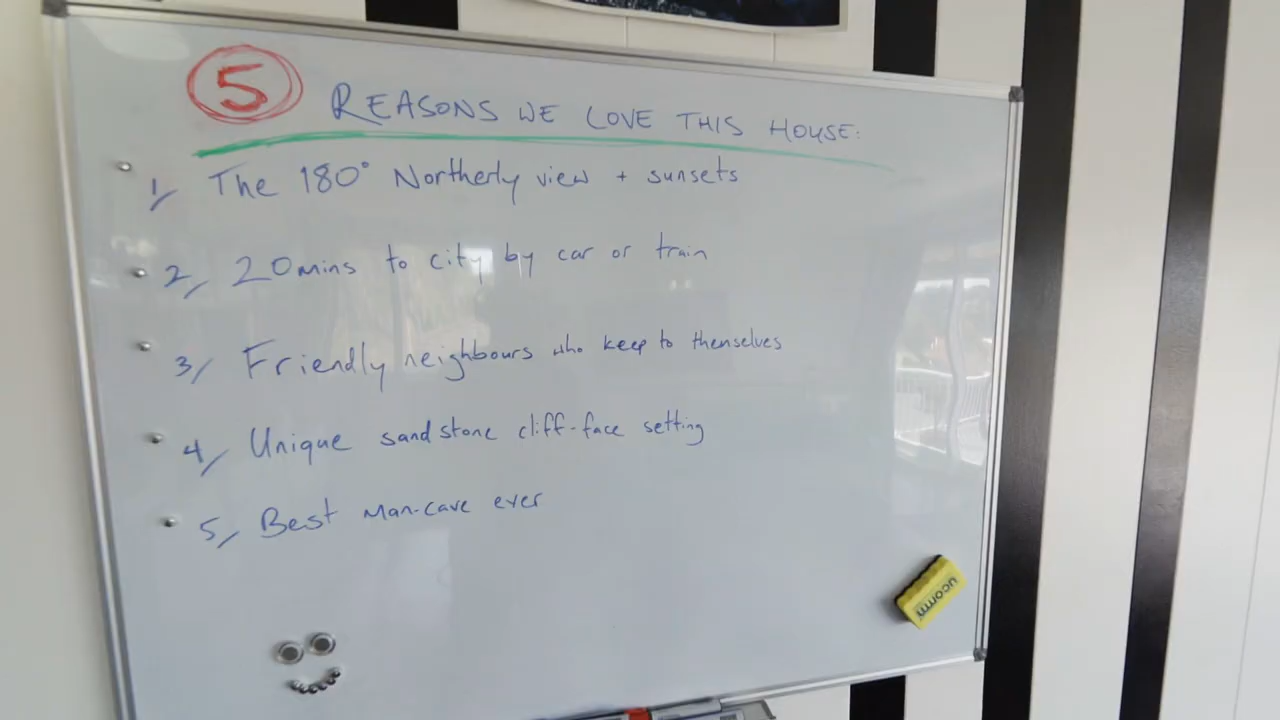 5 REASONS WE LOVE THIS HOUSE:
1/ The 180° Northerly view + sunsets
2/ 20mins to city by car or train
3/ Friendly neighbours who keep to themselves
4/ Unique sandstone cliff-face setting
5/ Best Man-cave ever